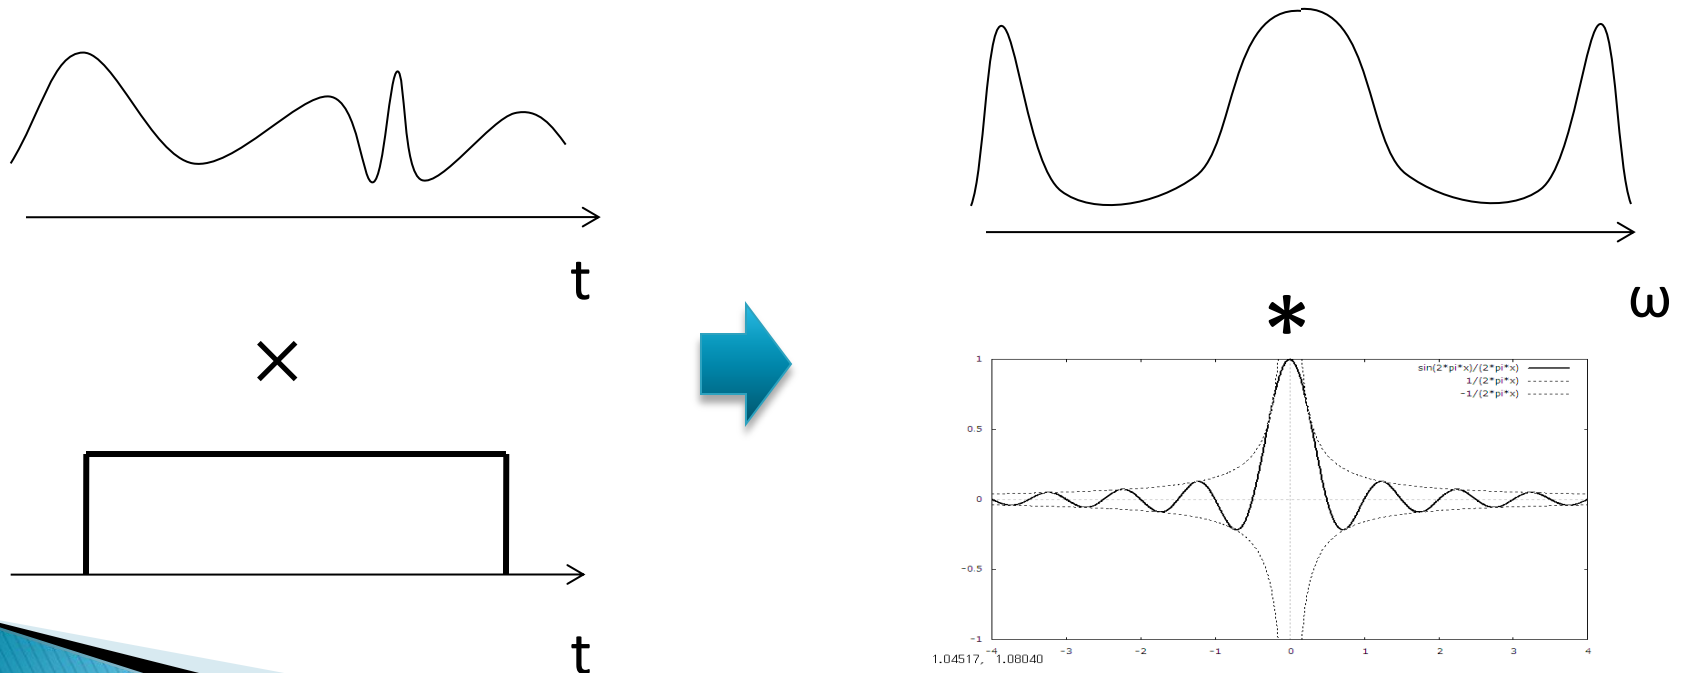 t
×
t
ω
*
sin(2*pi*x)/(2*pi*x)
1/(2*pi*x)
-1/(2*pi*x)
1
0.5
0
-0.5
-1
-4 -3 -2 -1 0 1 2 3 4
1.04517, 1.08040